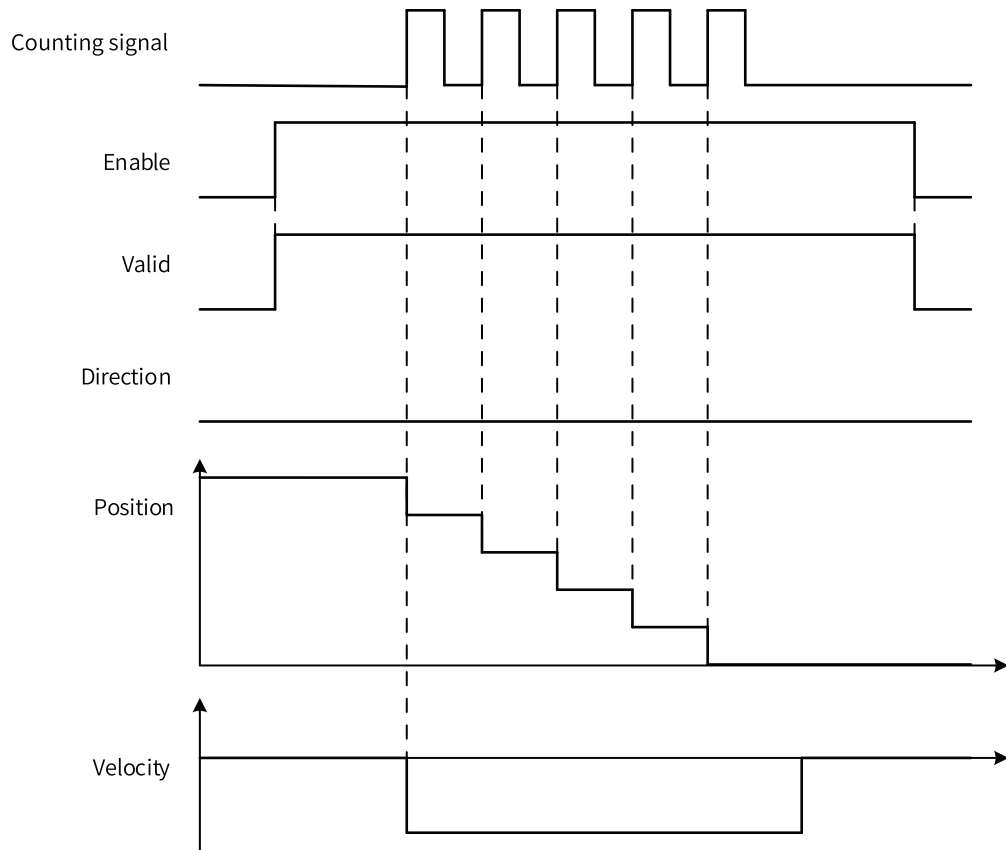 Counting signal
Enable
Valid
Direction
Position
Velocity